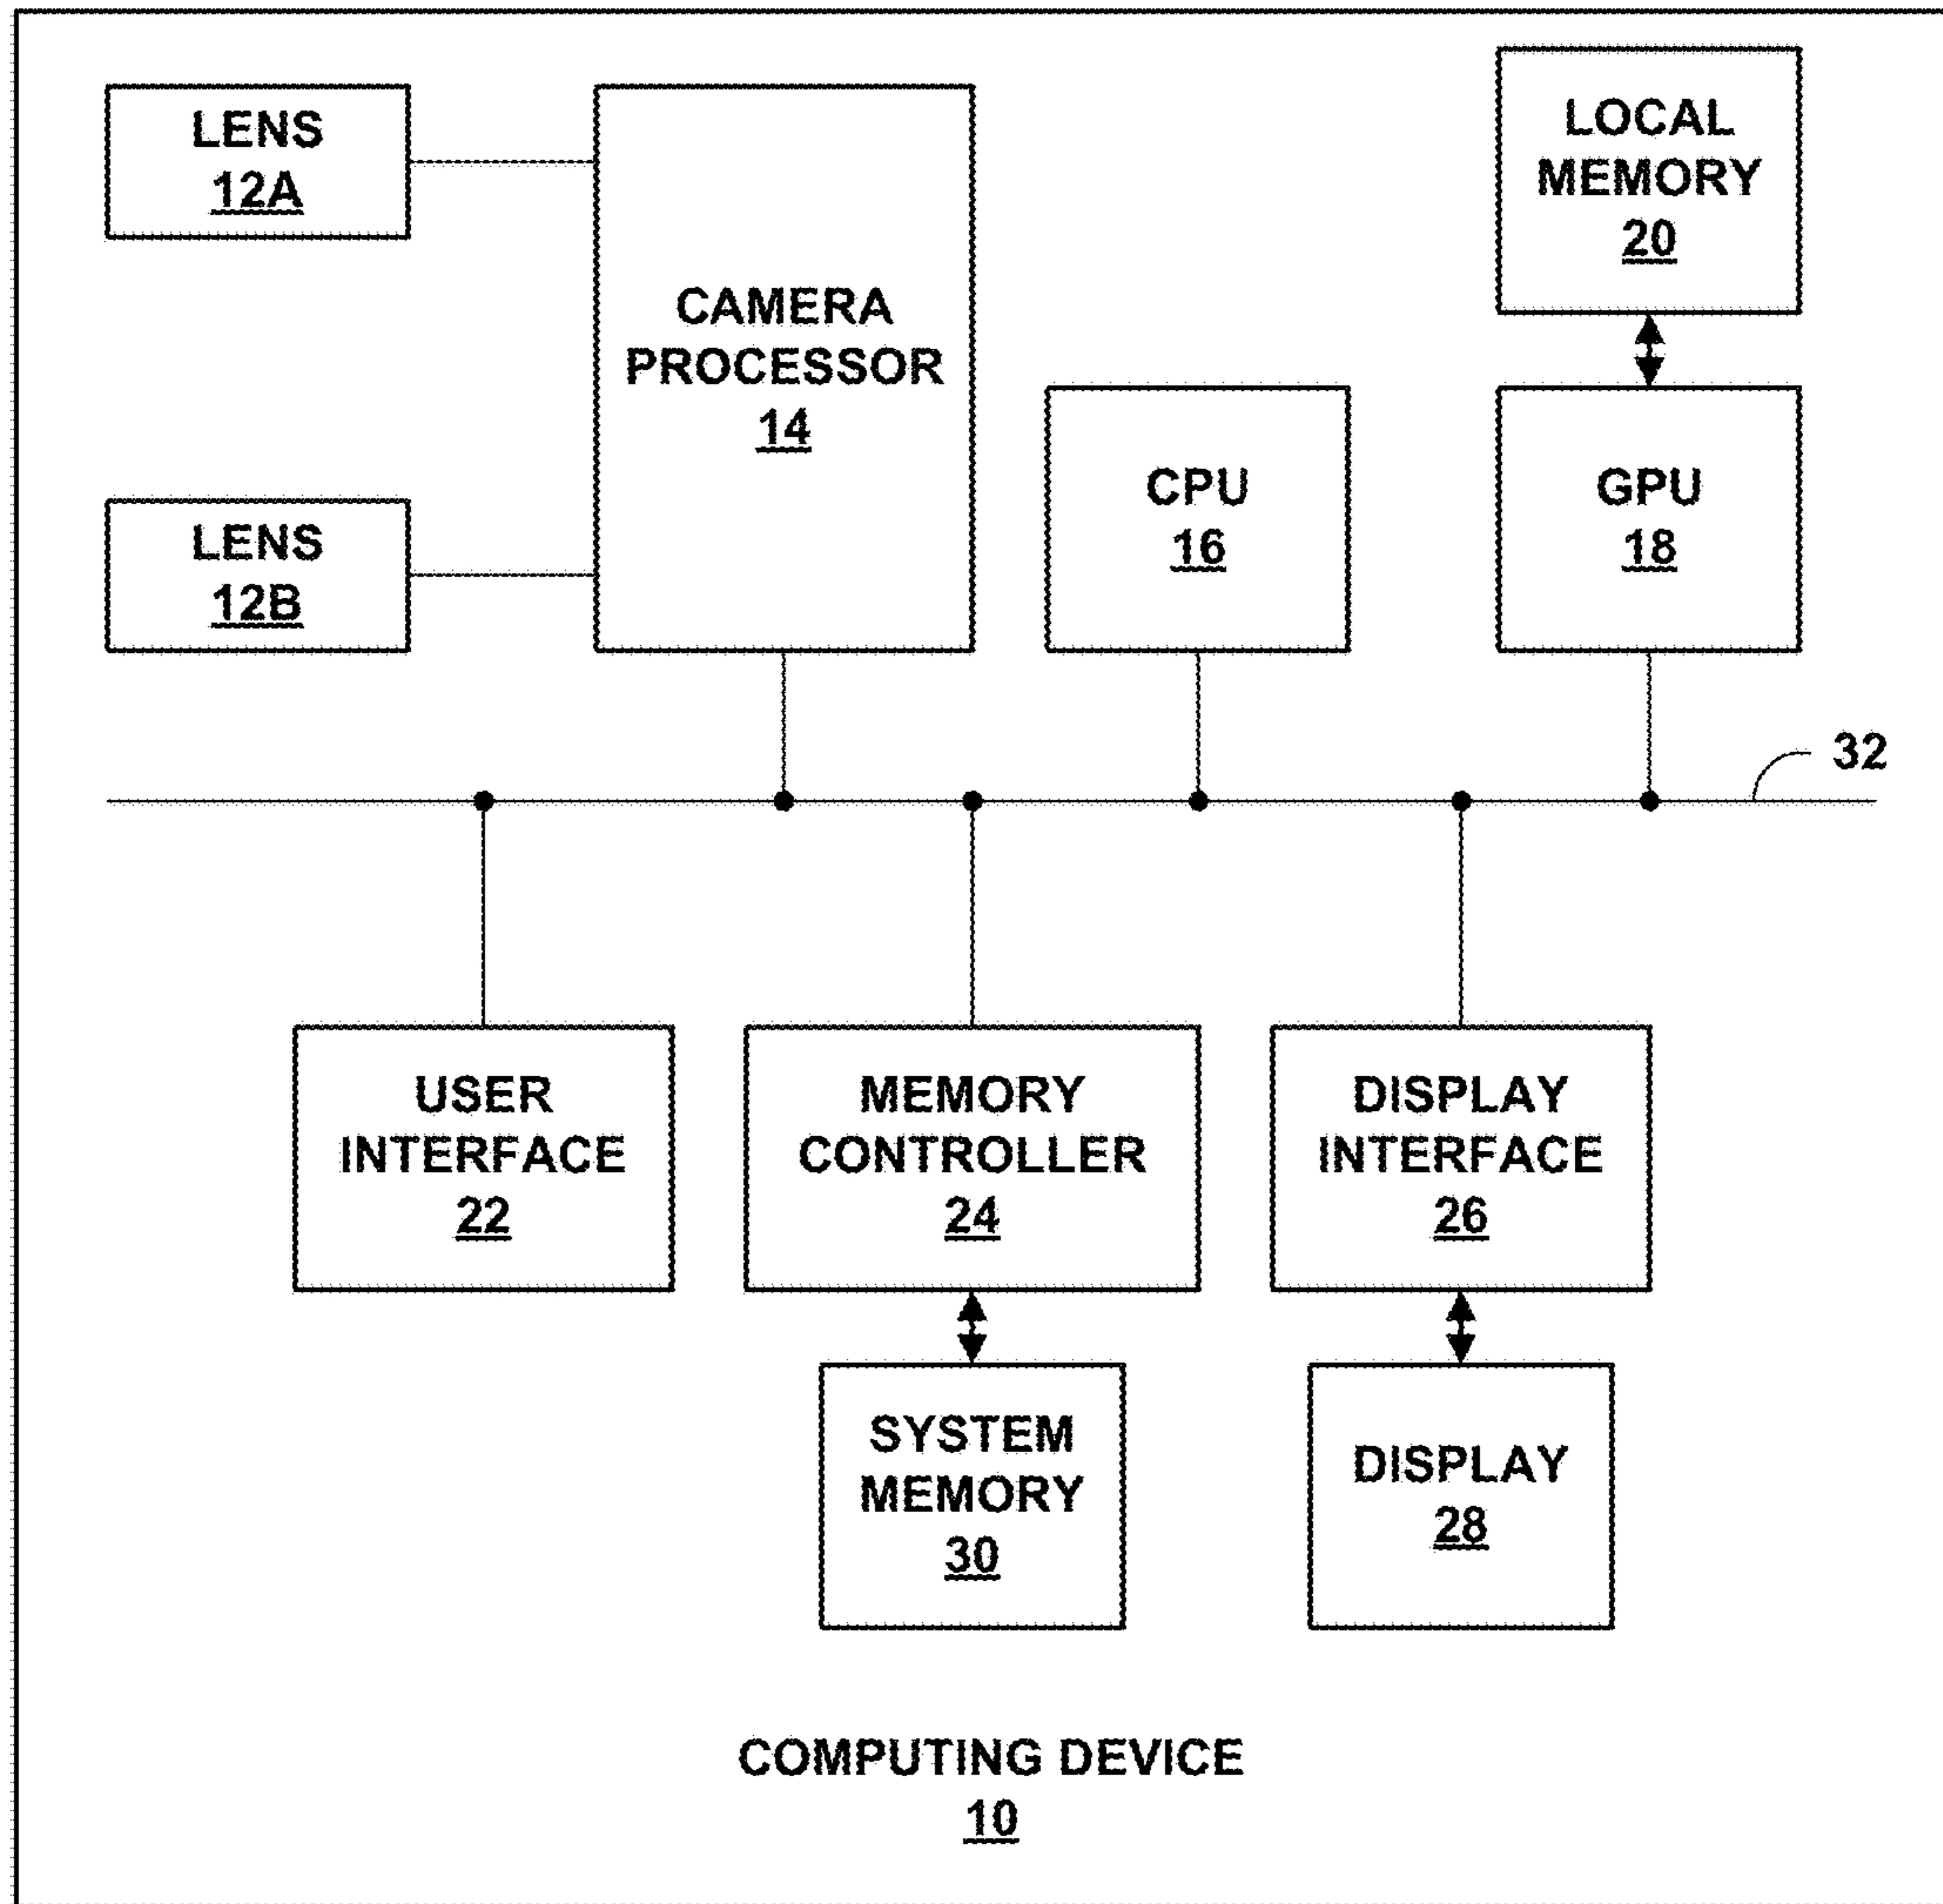 LENS
12A
CAMERA
PROCESSOR
14
LOCAL
MEMORY
20
LENS
12B
CPU
16
GPU
18
32
USER
INTERFACE
22
MEMORY
CONTROLLER
24
DISPLAY
INTERFACE
26
SYSTEM
MEMORY
30
DISPLAY
28
COMPUTING DEVICE
10